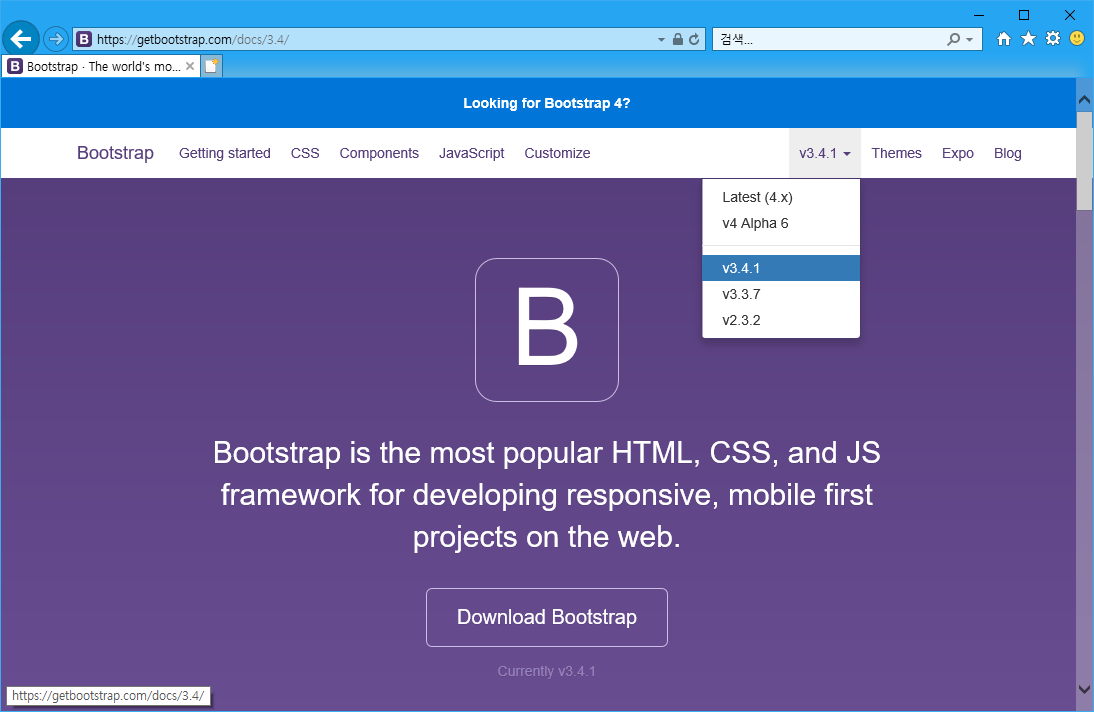 https://getbootstrap.com/docs/3.4/
검색...
B Bootstrap · The world's mo...
Looking for Bootstrap 4?
Bootstrap Getting started CSS Components JavaScript Customize v3.4.1 Themes Expo Blog
Latest (4.x)
v4 Alpha 6
v3.4.1
v3.3.7
v2.3.2
B
Bootstrap is the most popular HTML, CSS, and JS
framework for developing responsive, mobile first
projects on the web.
Download Bootstrap
Currently v3.4.1
https://getbootstrap.com/docs/3.4/